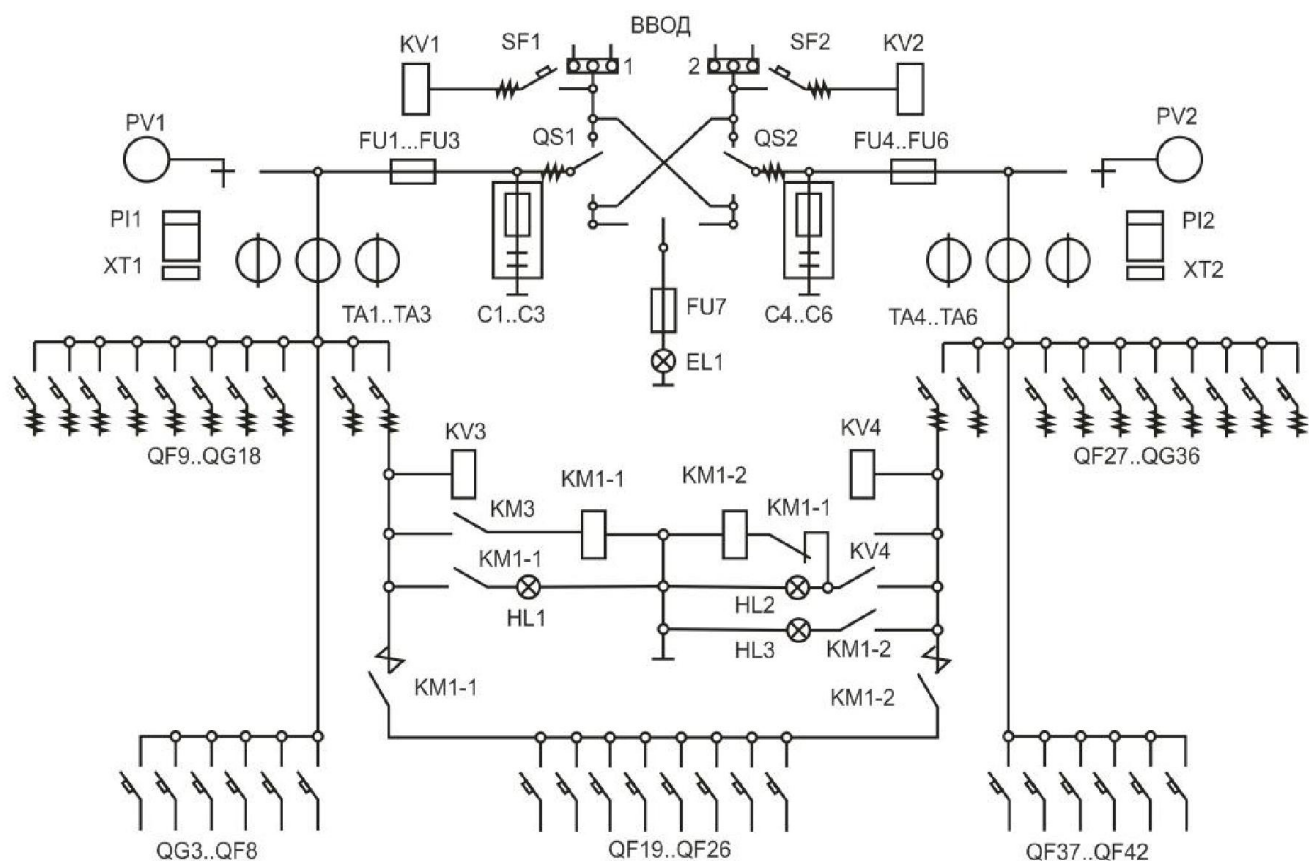 ВВОД
KV1
SF1
1
2
SF2
KV2
PV1
FU1...FU3
QS1
QS2
FU4..FU6
PV2
PI1
XT1
PI2
XT2
TA1..TA3
C1..C3
FU7
C4..C6
TA4..TA6
EL1
QF9..QG18
KV3
KV4
QF27..QG36
KM1-1
KM1-2
KM3
KM1-1
KV4
KM1-1
HL1
HL2
HL3
KM1-2
KM1-1
KM1-2
QG3..QF8
QF19..QF26
QF37..QF42